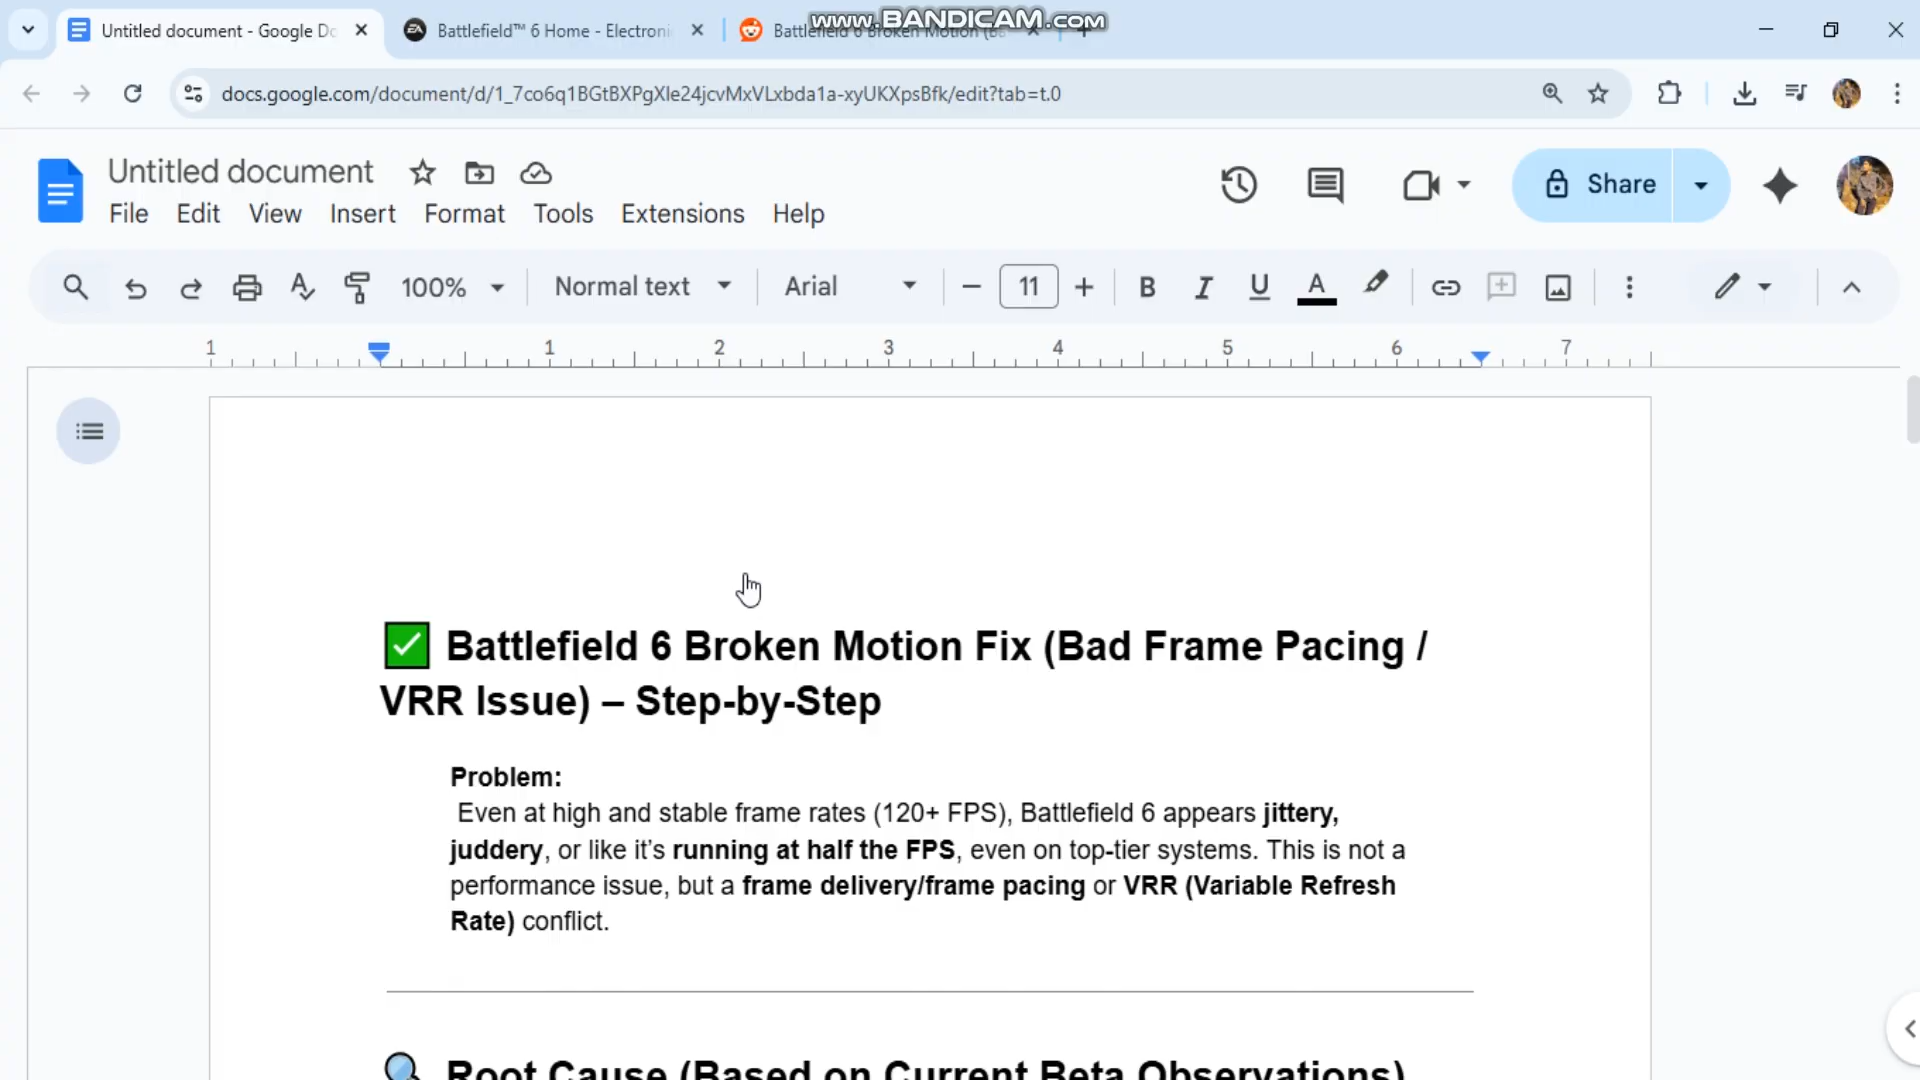 Untitled document - Google Do
Battlefield™ 6 Home - Electroni
Battlefield 6 Broken Motion (Ba
www.BANDICAM.com
docs.google.com/document/d/1_7co6q1BGtBXPgXle24jcvMxVLxbda1a-xyUKXpsBfk/edit?tab=t.0
Untitled document
File Edit View Insert Format Tools Extensions Help
Share
100% Normal text Arial 11 B I U A
1 1 2 3 4 5 6 7
✅ Battlefield 6 Broken Motion Fix (Bad Frame Pacing /
VRR Issue) – Step-by-Step
Problem:
Even at high and stable frame rates (120+ FPS), Battlefield 6 appears jittery,
juddery, or like it’s running at half the FPS, even on top-tier systems. This is not a
performance issue, but a frame delivery/frame pacing or VRR (Variable Refresh
Rate) conflict.
🔍 Root Cause (Based on Current Beta Observations)